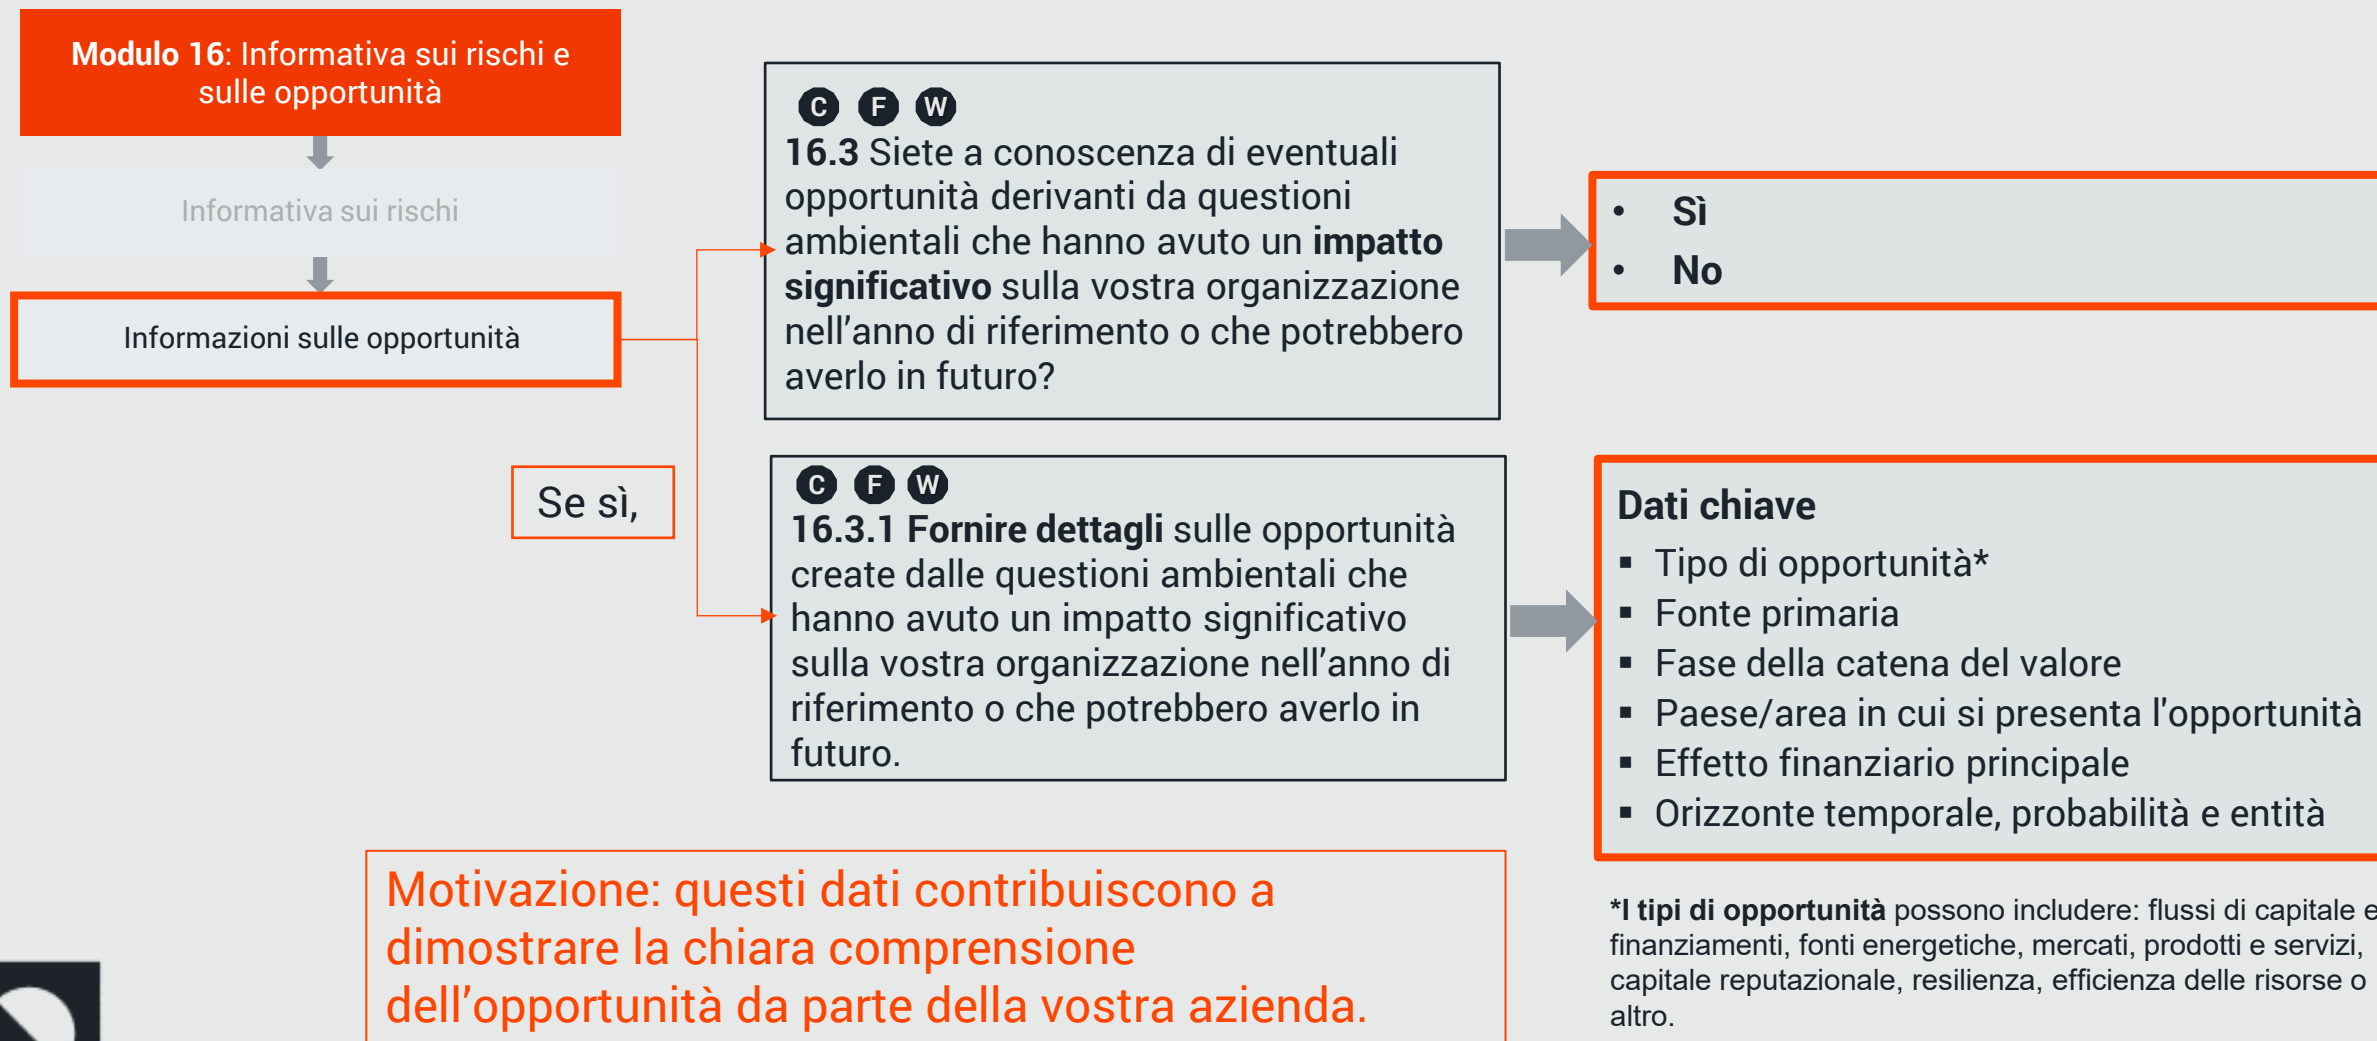 Modulo 16: Informativa sui rischi e
sulle opportunità
Informativa sui rischi
Informazioni sulle opportunità
C F W
16.3 Siete a conoscenza di eventuali
opportunità derivanti da questioni
ambientali che hanno avuto un impatto
significativo sulla vostra organizzazione
nell’anno di riferimento o che potrebbero
averlo in futuro?
• Sì
• No
Se sì,
C F W
16.3.1 Fornire dettagli sulle opportunità
create dalle questioni ambientali che
hanno avuto un impatto significativo
sulla vostra organizzazione nell’anno di
riferimento o che potrebbero averlo in
futuro.
Dati chiave
▪ Tipo di opportunità*
▪ Fonte primaria
▪ Fase della catena del valore
▪ Paese/area in cui si presenta l'opportunità
▪ Effetto finanziario principale
▪ Orizzonte temporale, probabilità e entità
Motivazione: questi dati contribuiscono a
dimostrare la chiara comprensione
dell’opportunità da parte della vostra azienda.
*I tipi di opportunità possono includere: flussi di capitale e
finanziamenti, fonti energetiche, mercati, prodotti e servizi,
capitale reputazionale, resilienza, efficienza delle risorse o
altro.